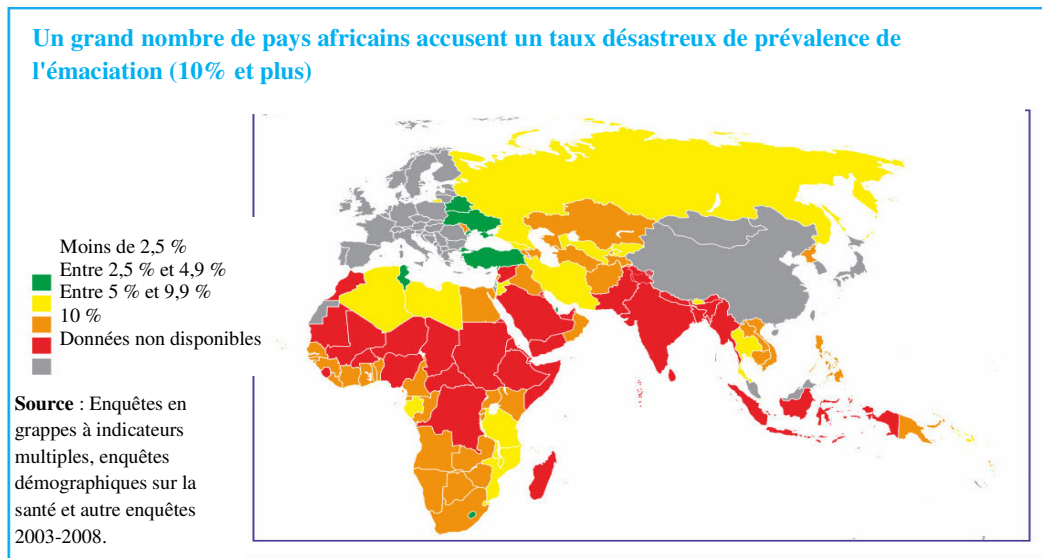 Un grand nombre de pays africains accusent un taux désastreux de prévalence de
l'émaciation (10% et plus)
Moins de 2,5 %
Entre 2,5 % et 4,9 %
Entre 5 % et 9,9 %
10 %
Données non disponibles
Source : Enquêtes en
grappes à indicateurs
multiples, enquêtes
démographiques sur la
santé et autre enquêtes
2003-2008.